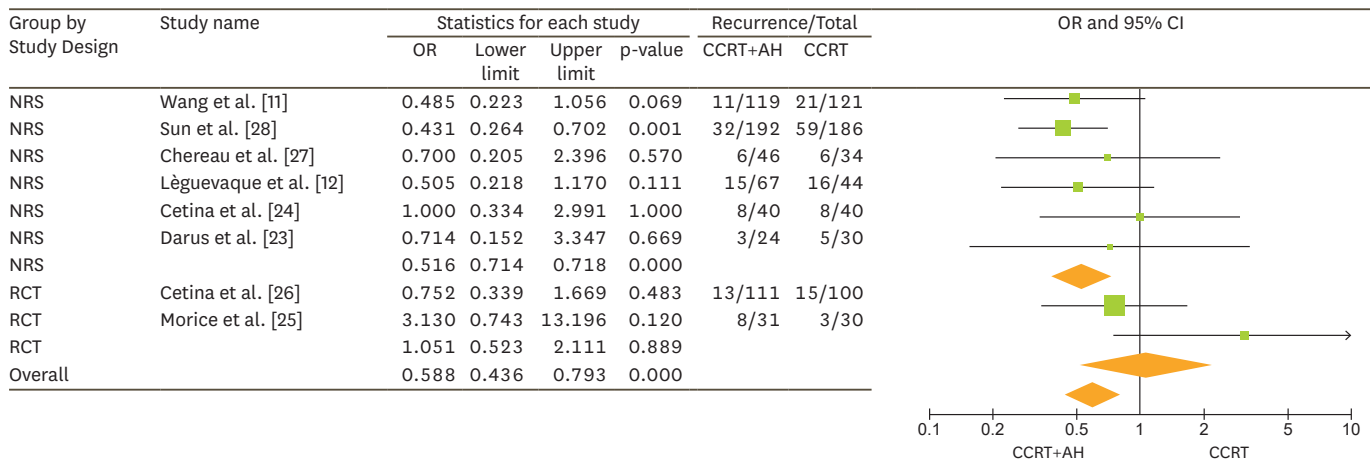 Group by Study Design Study name Statistics for each study Recurrence/Total OR and 95% CI
OR Lower limit Upper limit p-value CCRT+AH CCRT
NRS Wang et al. [11] 0.485 0.223 1.056 0.069 11/119 21/121
NRS Sun et al. [28] 0.431 0.264 0.702 0.001 32/192 59/186
NRS Chereau et al. [27] 0.700 0.205 2.396 0.570 6/46 6/34
NRS Lèguevaque et al. [12] 0.505 0.218 1.170 0.111 15/67 16/44
NRS Cetina et al. [24] 1.000 0.334 2.991 1.000 8/40 8/40
NRS Darus et al. [23] 0.714 0.152 3.347 0.669 3/24 5/30
NRS 0.516 0.714 0.718 0.000
RCT Cetina et al. [26] 0.752 0.339 1.669 0.483 13/111 15/100
RCT Morice et al. [25] 3.130 0.743 13.196 0.120 8/31 3/30
RCT 1.051 0.523 2.111 0.889
Overall 0.588 0.436 0.793 0.000
0.1 0.2 0.5 1 2 5 10
CCRT+AH CCRT